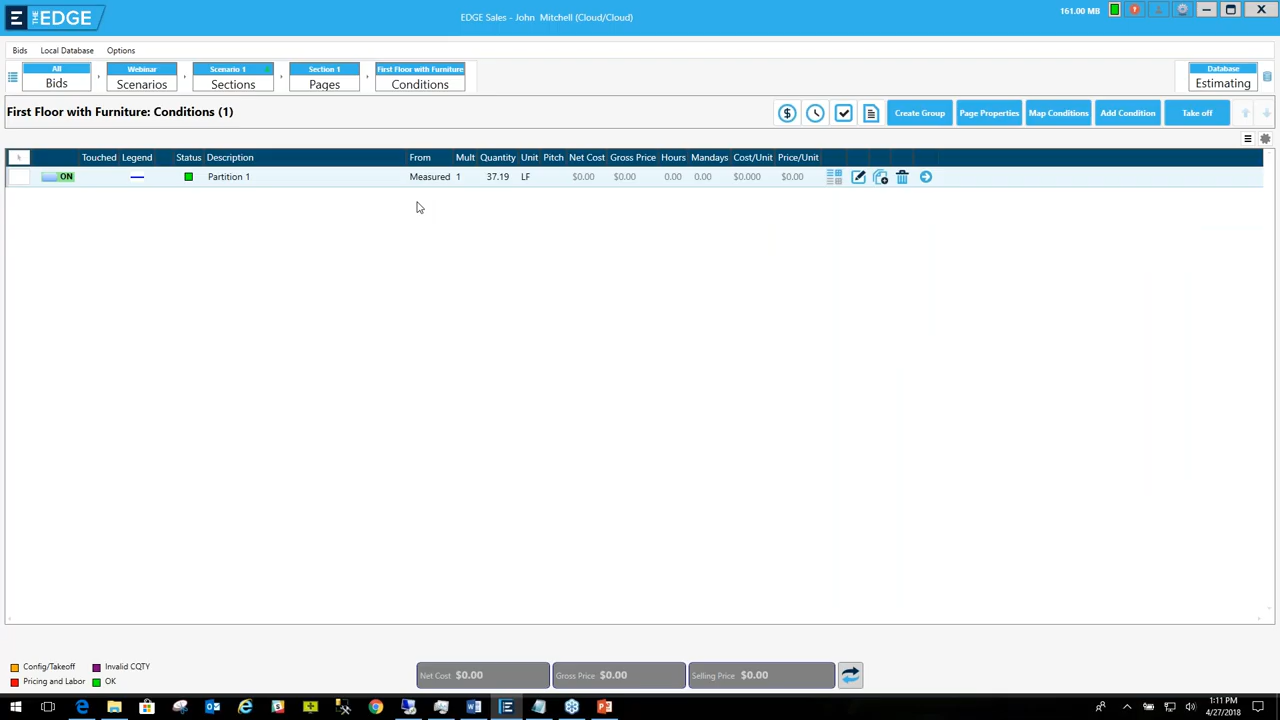 THE EDGE
EDGE Sales - John Mitchell (Cloud/Cloud)
161.00 MB
Bids Local Database Options
All Bids
Webinar Scenarios
Scenario 1 Sections
Section 1 Pages
First Floor with Furniture Conditions
Database Estimating
First Floor with Furniture: Conditions (1)
Create Group Page Properties Map Conditions Add Condition Take off
Touched Legend Status Description From Mult Quantity Unit Pitch Net Cost Gross Price Hours Mandays Cost/Unit Price/Unit
ON Partition 1 Measured 1 37.19 LF $0.00 $0.00 0.00 0.00 $0.000 $0.00
Config/Takeoff Invalid CQTY
Pricing and Labor OK
Net Cost $0.00 Gross Price $0.00 Selling Price $0.00
1:11 PM
4/27/2018